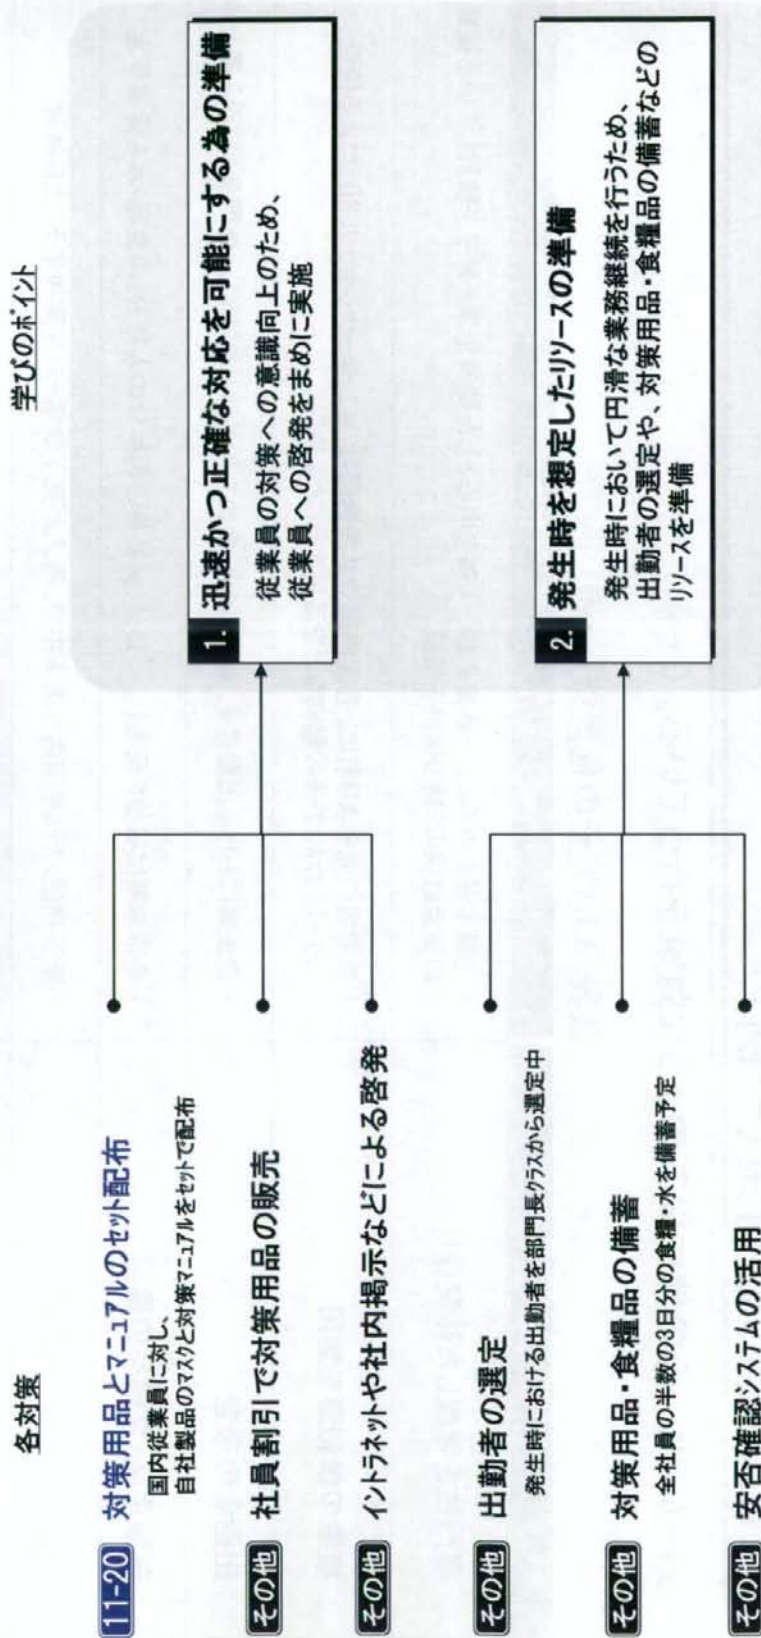 各対策
学びのポイント
11-20 対策用品とマニュアルのセット配布
国内従業員に対し、
自社製品のマスクと対策マニュアルをセットで配布
その他 社員割引で対策用品の販売
その他 イントラネットや社内掲示などによる啓発
1. 迅速かつ正確な対応を可能にする為の準備
従業員の対策への意識向上のため、
従業員への啓発をまめに実施
その他 出勤者の選定
発生時における出勤者を部門長クラスから選定中
その他 対策用品・食糧品の備蓄
全社員の半数の3日分の食糧・水を備蓄予定
その他 安否確認システムの活用
2. 発生時を想定したリソースの準備
発生時において円滑な業務継続を行うため、
出勤者の選定や、対策用品・食糧品の備蓄などの
リソースを準備